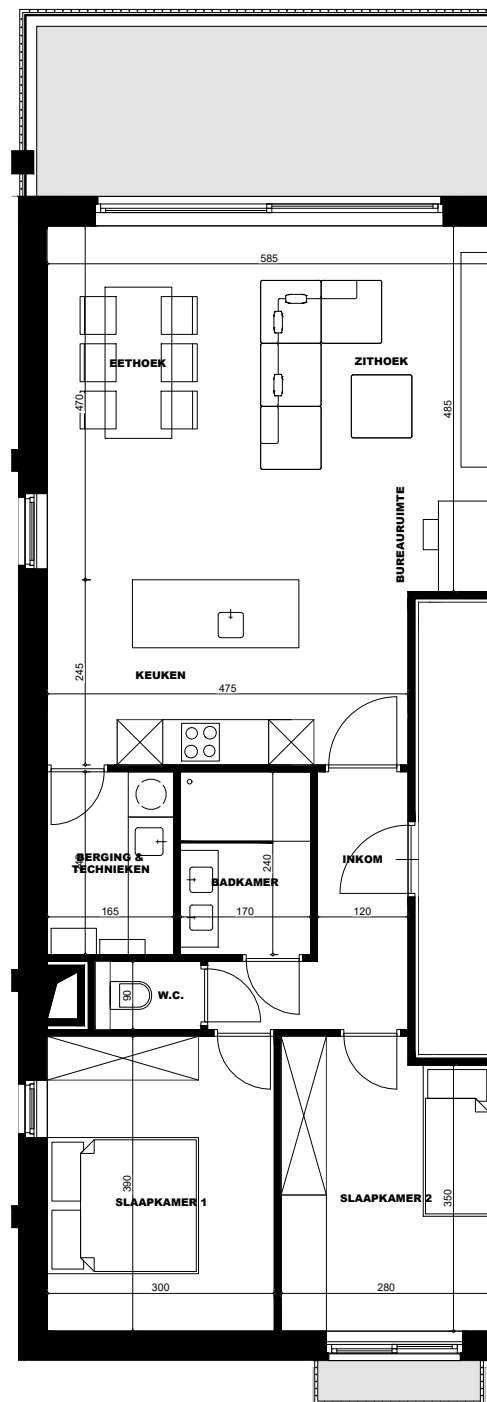 585
EETHOEK
ZITHOEK
470
485
BUREAURUIMTE
245
KEUKEN
475
BERGING &
TECHNIEKEN
240
BADKAMER
INKOM
165
170
120
90
W.C.
390
SLAAPKAMER 1
SLAAPKAMER 2
350
300
280